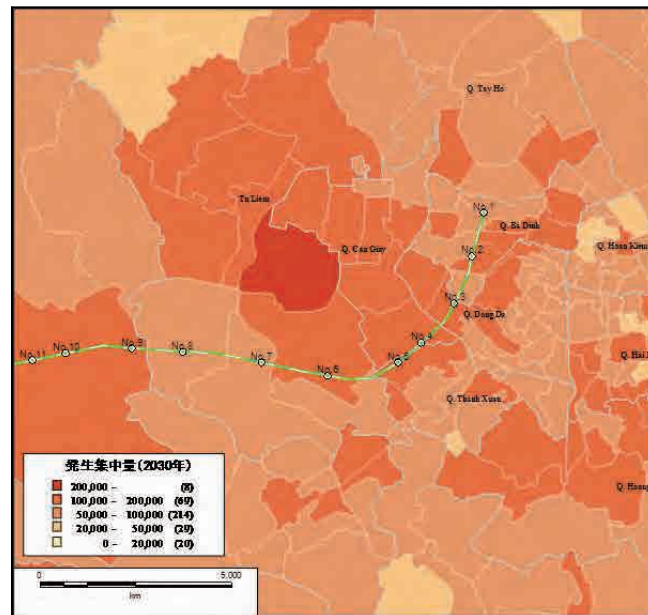 Q. Tay Ho
Tu Liem
No.1
Q. Ba Dinh
Q. Cau Giay
Q. Hoan Kiem
No.2
No.3
Q. Dong Da
No.4
No.5
No.6
No.7
No.8
No.9
No.10
No.11
Q. Hai
Q. Thanh Xuan
Q. Hoang
発生集中量(2030年)
200,000 – (8)
100,000 – 200,000 (69)
50,000 – 100,000 (214)
20,000 – 50,000 (29)
0 – 20,000 (20)
0 5,000
km